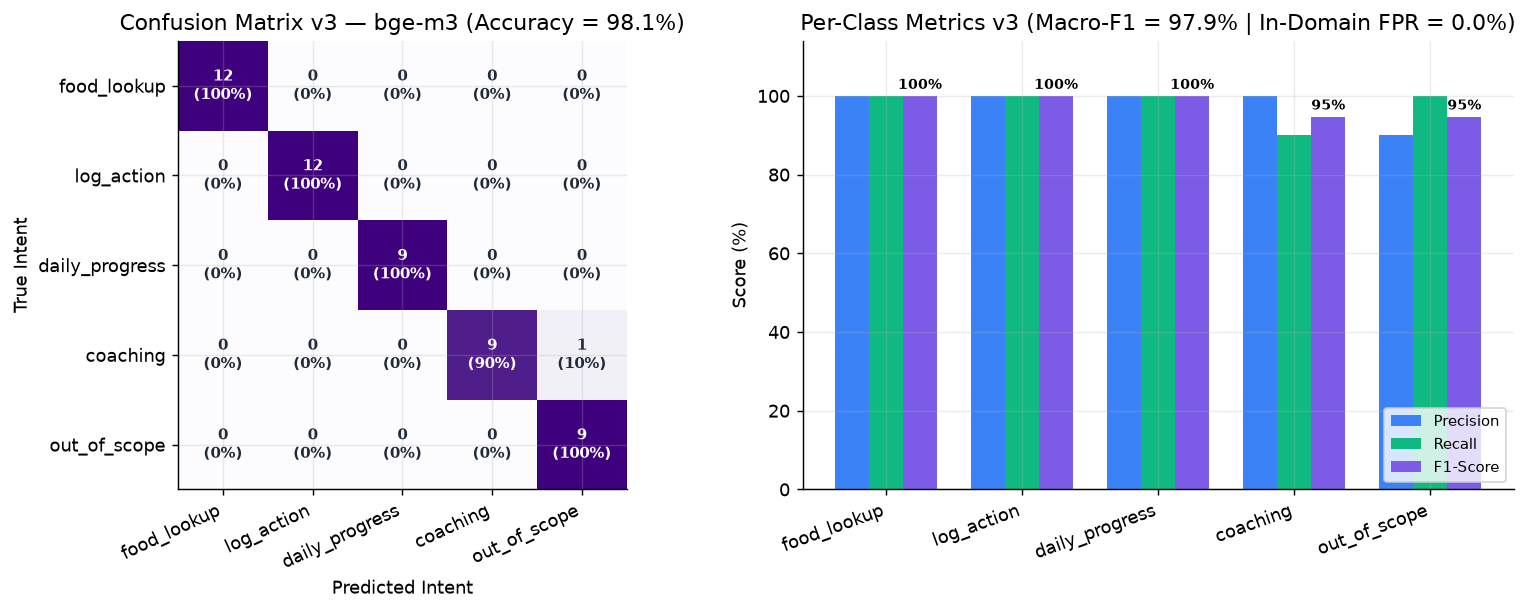 Confusion Matrix v3 — bge-m3 (Accuracy = 98.1%)
True Intent
food_lookup
12 0 0 0 0
(100%) (0%) (0%) (0%) (0%)
log_action
0 12 0 0 0
(0%) (100%) (0%) (0%) (0%)
daily_progress
0 0 9 0 0
(0%) (0%) (100%) (0%) (0%)
coaching
0 0 0 9 1
(0%) (0%) (0%) (90%) (10%)
out_of_scope
0 0 0 0 9
(0%) (0%) (0%) (0%) (100%)
food_lookup log_action daily_progress coaching out_of_scope
Predicted Intent
Per-Class Metrics v3 (Macro-F1 = 97.9% | In-Domain FPR = 0.0%)
Score (%)
100
80
60
40
20
0
100% 100% 100% 95% 95%
Precision
Recall
F1-Score
food_lookup log_action daily_progress coaching out_of_scope